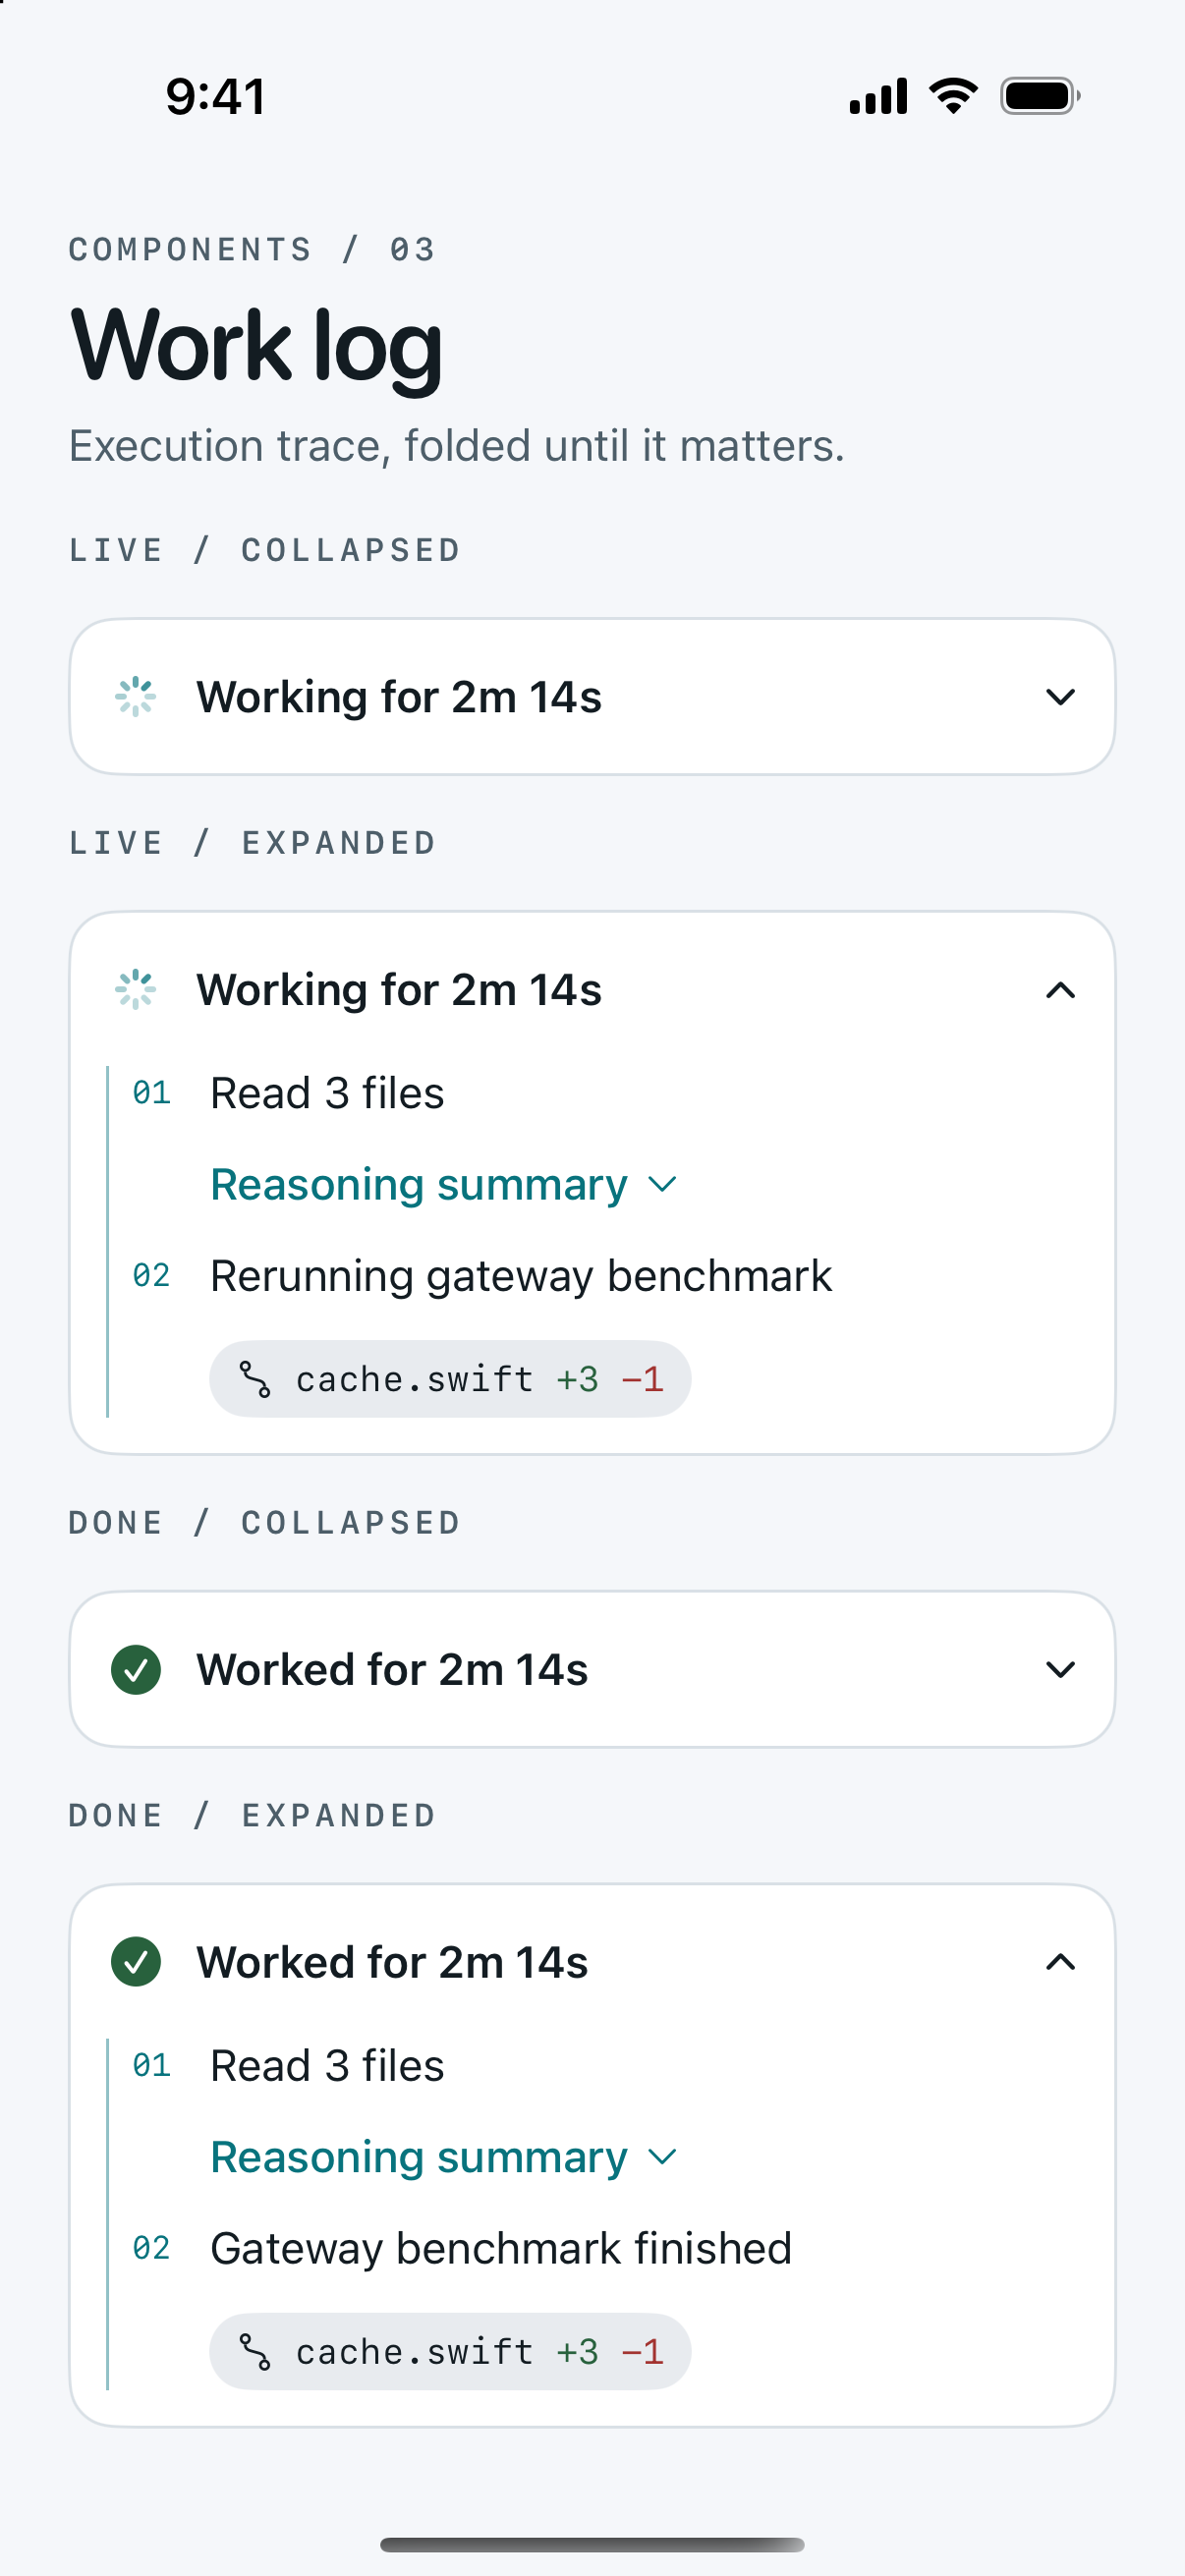 9:41
COMPONENTS / 03
Work log
Execution trace, folded until it matters.
LIVE / COLLAPSED
Working for 2m 14s
LIVE / EXPANDED
Working for 2m 14s
01 Read 3 files
Reasoning summary
02 Rerunning gateway benchmark
cache.swift +3 −1
DONE / COLLAPSED
Worked for 2m 14s
DONE / EXPANDED
Worked for 2m 14s
01 Read 3 files
Reasoning summary
02 Gateway benchmark finished
cache.swift +3 −1